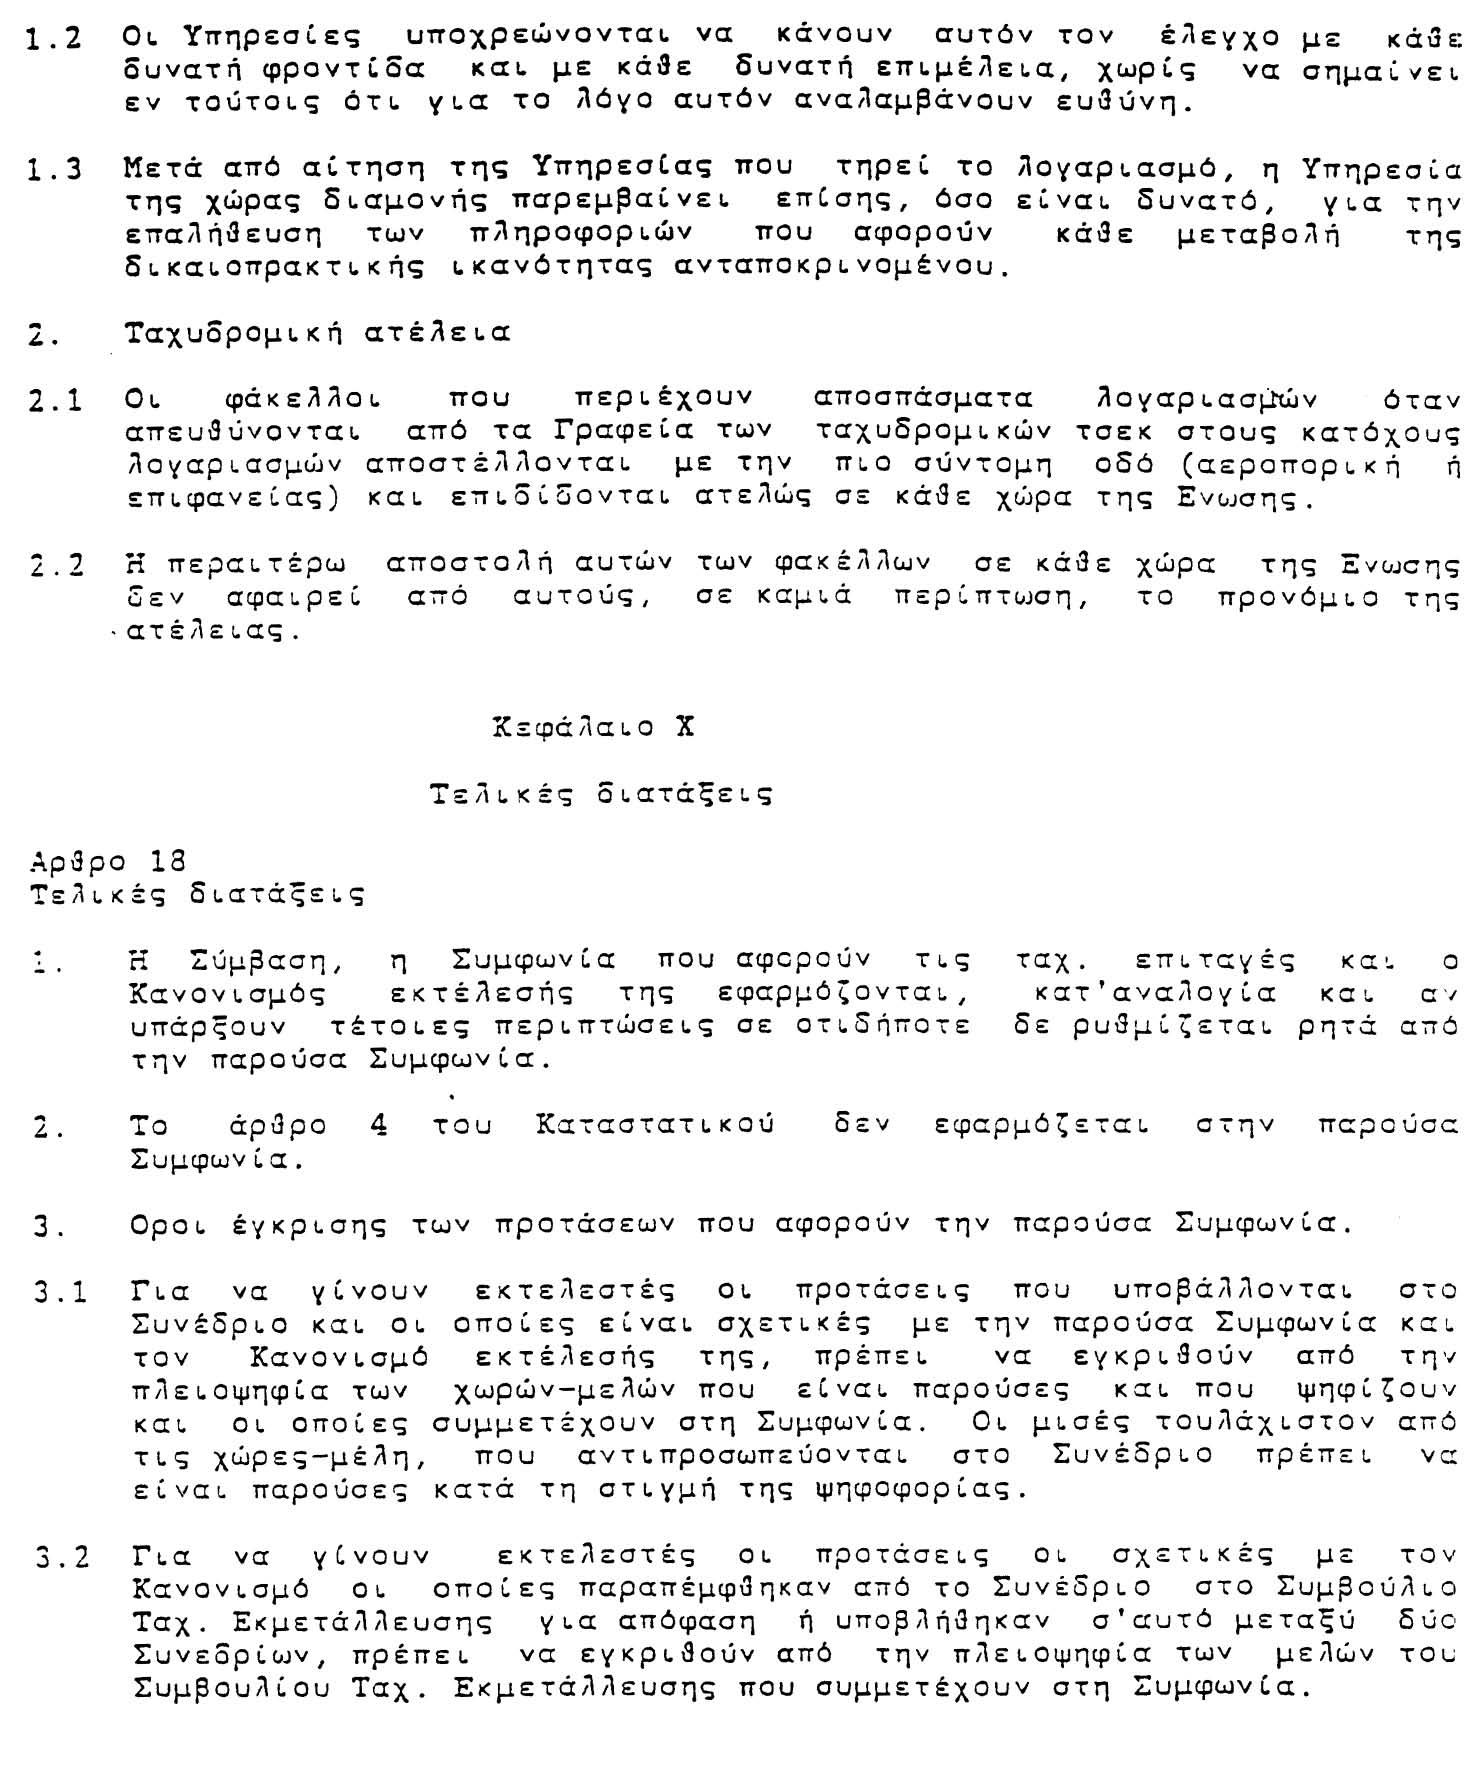 1.2 Οι Υπηρεσίες υποχρεώνονται να κάνουν αυτόν τον έλεγχο με κάθε
δυνατή φροντίδα και με κάθε δυνατή επιμέλεια, χωρίς να σημαίνει
εν τούτοις ότι για το λόγο αυτόν αναλαμβάνουν ευθύνη.
1.3 Μετά από αίτηση της Υπηρεσίας που τηρεί το λογαριασμό, η Υπηρεσία
της χώρας διαμονής παρεμβαίνει επίσης, όσο είναι δυνατό, για την
επαλήθευση των πληροφοριών που αφορούν κάθε μεταβολή της
δικαιοπρακτικής ικανότητας ανταποκρινομένου.
2. Ταχυδρομική ατέλεια
2.1 Οι φάκελλοι που περιέχουν αποσπάσματα λογαριασμών όταν
απευθύνονται από τα Γραφεία των ταχυδρομικών τσεκ στους κατόχους
λογαριασμών αποστέλλονται με την πιο σύντομη οδό (αεροπορική ή
επιφανείας) και επιδίδονται ατελώς σε κάθε χώρα της Ενωσης.
2.2 Η περαιτέρω αποστολή αυτών των φακέλλων σε κάθε χώρα της Ενωσης
δεν αφαιρεί από αυτούς, σε καμιά περίπτωση, το προνόμιο της
ατέλειας.
Κεφάλαιο Χ
Τελικές διατάξεις
Αρθρο 18
Τελικές διατάξεις
1. Η Σύμβαση, η Συμφωνία που αφορούν τις ταχ. επιταγές και ο
Κανονισμός εκτέλεσής της εφαρμόζονται, κατ'αναλογία και αν
υπάρξουν τέτοιες περιπτώσεις σε οτιδήποτε δε ρυθμίζεται ρητά από
την παρούσα Συμφωνία.
2. Το άρθρο 4 του Καταστατικού δεν εφαρμόζεται στην παρούσα
Συμφωνία.
3. Οροι έγκρισης των προτάσεων που αφορούν την παρούσα Συμφωνία.
3.1 Για να γίνουν εκτελεστές οι προτάσεις που υποβάλλονται στο
Συνέδριο και οι οποίες είναι σχετικές με την παρούσα Συμφωνία και
τον Κανονισμό εκτέλεσής της, πρέπει να εγκριθούν από την
πλειοψηφία των χωρών-μελών που είναι παρούσες και που ψηφίζουν
και οι οποίες συμμετέχουν στη Συμφωνία. Οι μισές τουλάχιστον από
τις χώρες-μέλη, που αντιπροσωπεύονται στο Συνέδριο πρέπει να
είναι παρούσες κατά τη στιγμή της ψηφοφορίας.
3.2 Για να γίνουν εκτελεστές οι προτάσεις οι σχετικές με τον
Κανονισμό οι οποίες παραπέμφθηκαν από το Συνέδριο στο Συμβούλιο
Ταχ. Εκμετάλλευσης για απόφαση ή υποβλήθηκαν σ'αυτό μεταξύ δύο
Συνεδρίων, πρέπει να εγκριθούν από την πλειοψηφία των μελών του
Συμβουλίου Ταχ. Εκμετάλλευσης που συμμετέχουν στη Συμφωνία.